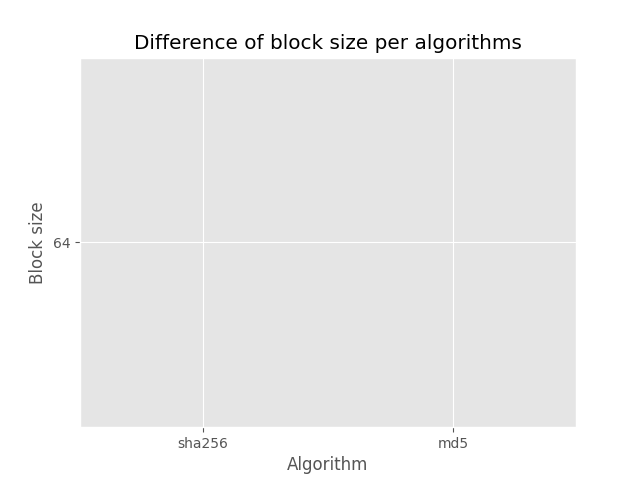 Difference of block size per algorithms
Block size
64
sha256
md5
Algorithm